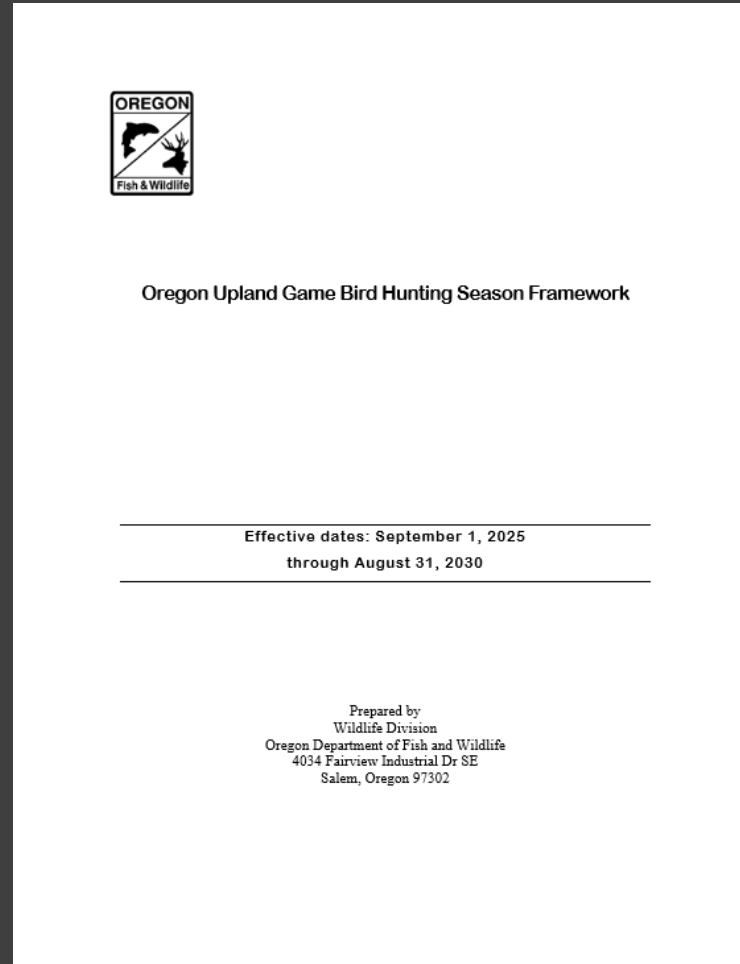 OREGON
Fish & Wildlife
Oregon Upland Game Bird Hunting Season Framework
Effective dates: September 1, 2025
through August 31, 2030
Prepared by
Wildlife Division
Oregon Department of Fish and Wildlife
4034 Fairview Industrial Dr SE
Salem, Oregon 97302